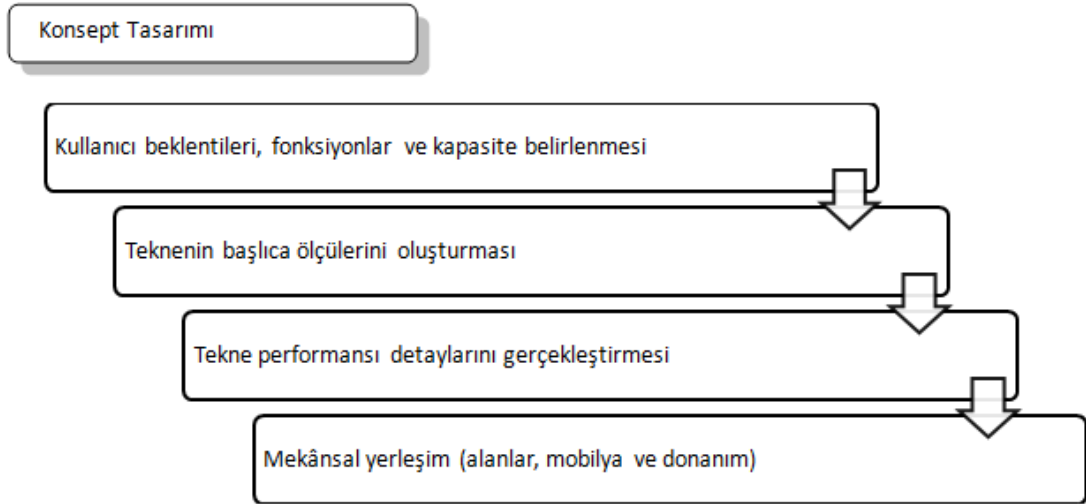 Konsept Tasarımı
Kullanıcı beklentileri, fonksiyonlar ve kapasite belirlenmesi
Teknenin başlıca ölçülerini oluşturması
Tekne performansı detaylarını gerçekleştirmesi
Mekânsal yerleşim (alanlar, mobilya ve donanım)